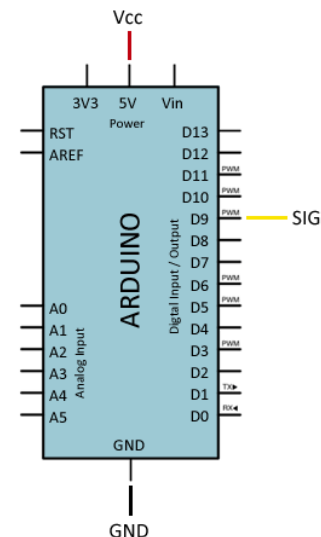 Vcc
3V3 5V Vin
Power
RST
AREF
A0
A1
A2
A3
A4
A5
Analog Input
ARDUINO
Digtal Input / Output
D13
D12
D11 PWM
D10 PWM
D9 PWM SIG
D8
D7
D6 PWM
D5 PWM
D4
D3 PWM
D2
D1 TX▶
D0 RX◀
GND
GND